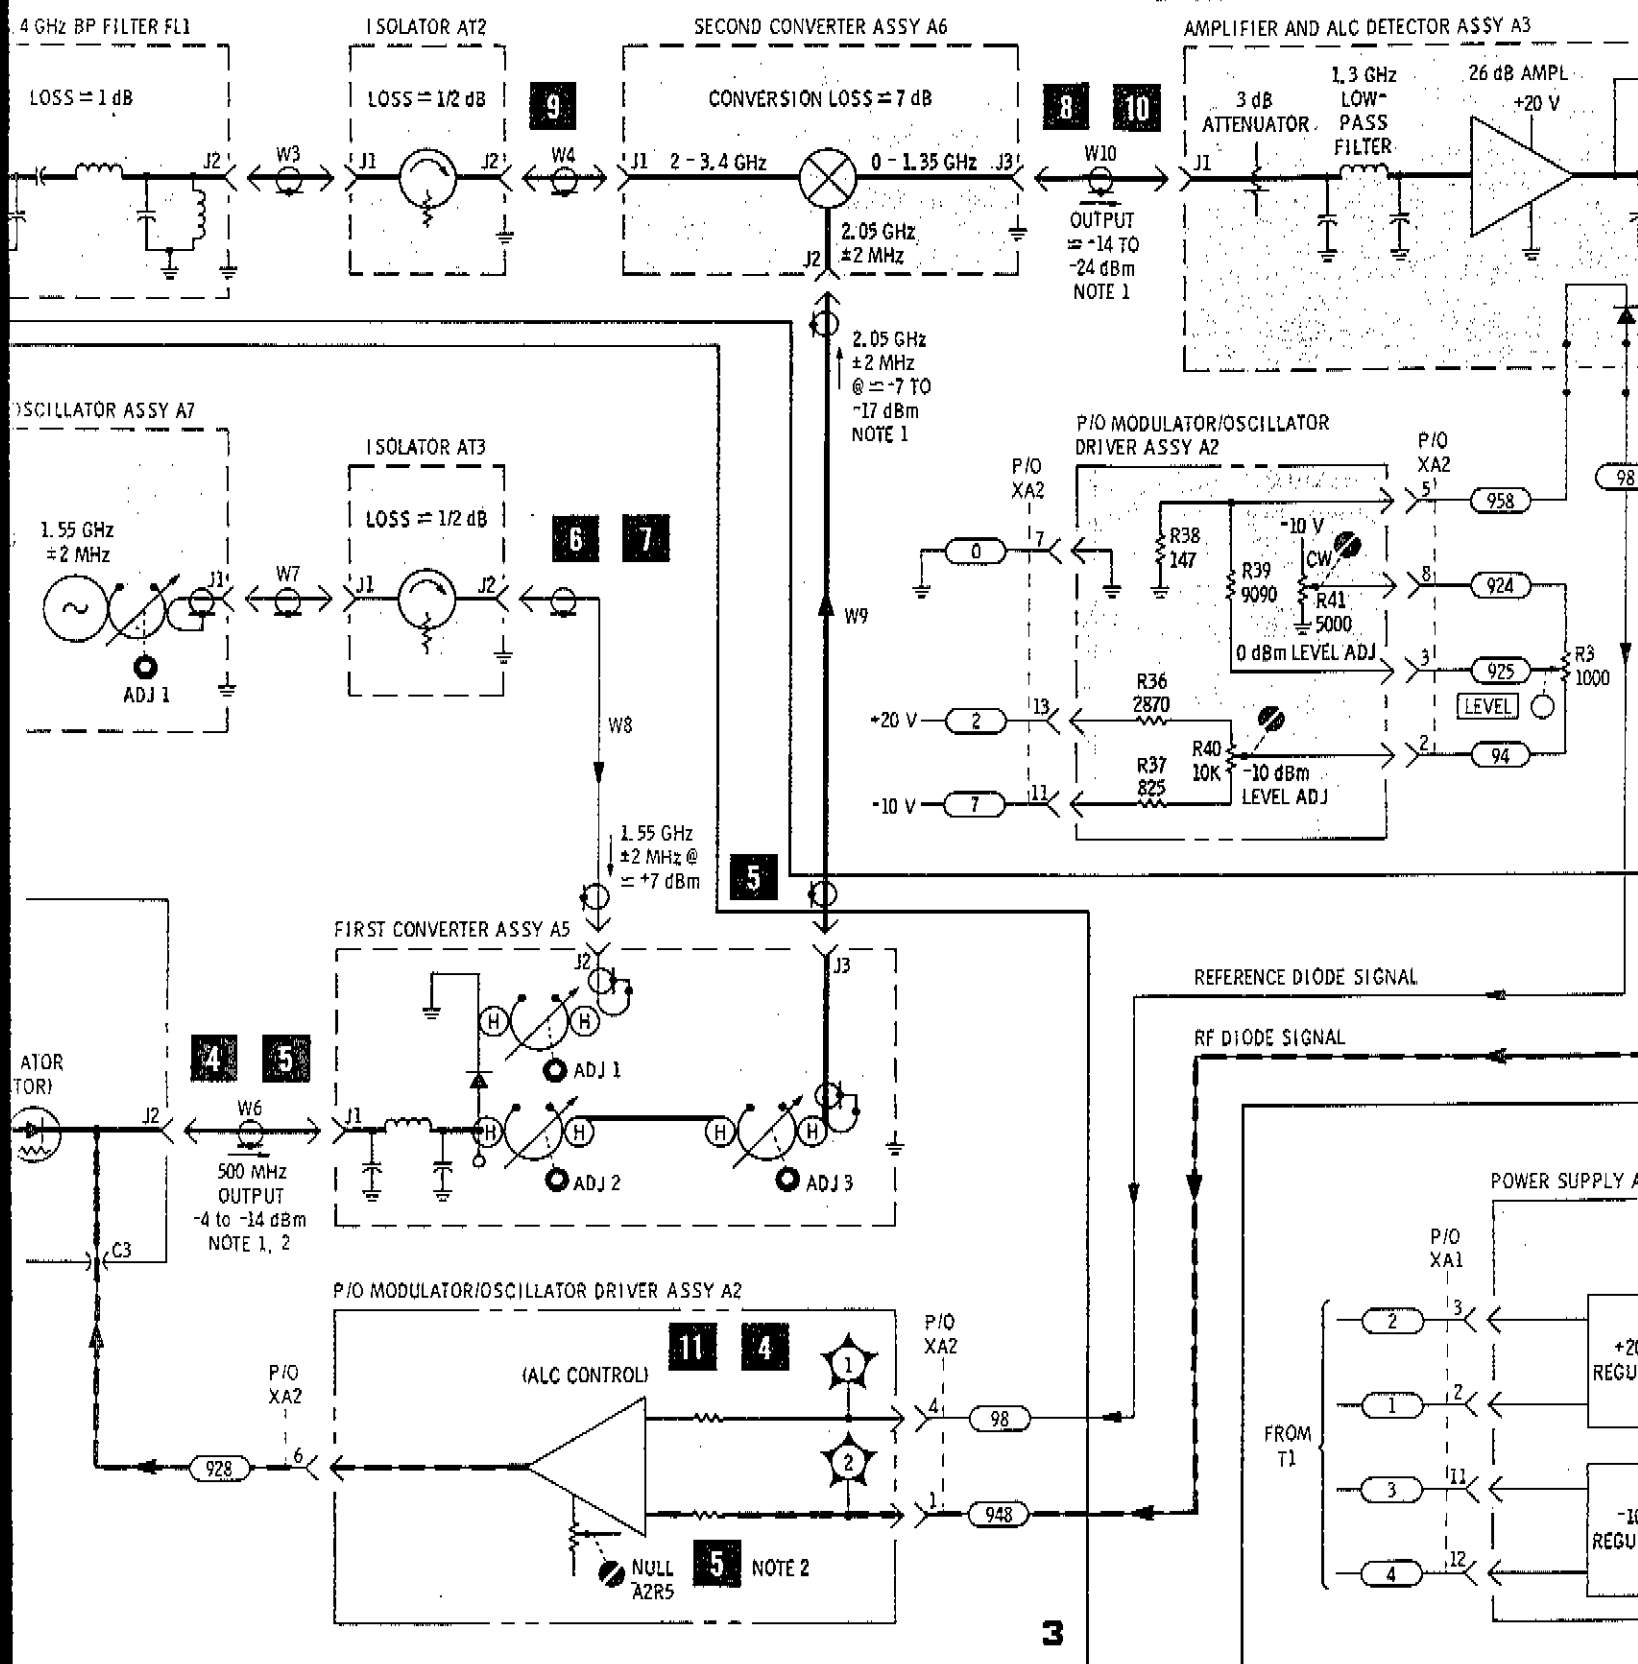 .4 GHz BP FILTER FL1
LOSS ≈ 1 dB
J2
W3
ISOLATOR AT2
LOSS ≈ 1/2 dB
J1
J2
9
W4
SECOND CONVERTER ASSY A6
CONVERSION LOSS ≈ 7 dB
J1
2 - 3.4 GHz
0 - 1.35 GHz
J3
2.05 GHz
±2 MHz
J2
8
10
W10
OUTPUT
≈ -14 TO
-24 dBm
NOTE 1
AMPLIFIER AND ALC DETECTOR ASSY A3
3 dB
ATTENUATOR
1.3 GHz
LOW-
PASS
FILTER
26 dB AMPL
+20 V
J1
2.05 GHz
±2 MHz
@ ≈ -7 TO
-17 dBm
NOTE 1
W9
OSCILLATOR ASSY A7
1.55 GHz
±2 MHz
J1
ADJ 1
W7
ISOLATOR AT3
LOSS ≈ 1/2 dB
J1
J2
6
7
W8
1.55 GHz
±2 MHz @
≈ +7 dBm
5
P/O MODULATOR/OSCILLATOR
DRIVER ASSY A2
P/O
XA2
P/O
XA2
0
7
R38
147
R39
9090
-10 V
CW
R41
5000
0 dBm LEVEL ADJ
5
958
98
8
924
3
925
R3
1000
LEVEL
+20 V
2
13
R36
2870
R40
10K
-10 dBm
LEVEL ADJ
2
94
-10 V
7
11
R37
825
FIRST CONVERTER ASSY A5
J2
J3
H
H
ADJ 1
ATOR
TOR)
J2
4
5
W6
500 MHz
OUTPUT
-4 to -14 dBm
NOTE 1, 2
J1
H
H
H
H
ADJ 2
ADJ 3
C3
REFERENCE DIODE SIGNAL
RF DIODE SIGNAL
P/O MODULATOR/OSCILLATOR DRIVER ASSY A2
11
4
1
(ALC CONTROL)
P/O
XA2
4
98
P/O
XA2
928
6
2
1
948
NULL
A2R5
5
NOTE 2
3
POWER SUPPLY A
P/O
XA1
FROM
T1
2
3
1
2
3
11
4
12
+20
REGU
-10
REGU